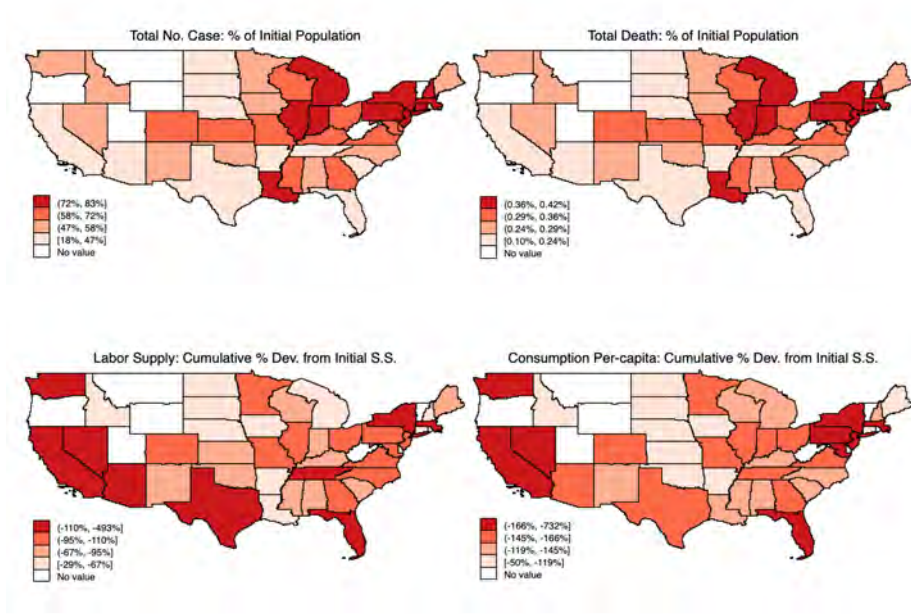 Total No. Case: % of Initial Population
(72%, 83%]
(58%, 72%]
(47%, 58%]
[18%, 47%]
No value
Total Death: % of Initial Population
(0.36%, 0.42%]
(0.29%, 0.36%]
(0.24%, 0.29%]
[0.10%, 0.24%]
No value
Labor Supply: Cumulative % Dev. from Initial S.S.
(-110%, -493%]
(-95%, -110%]
(-67%, -95%]
[-29%, -67%]
No value
Consumption Per-capita: Cumulative % Dev. from Initial S.S.
(-166%, -732%]
(-145%, -166%]
(-119%, -145%]
[-50%, -119%]
No value